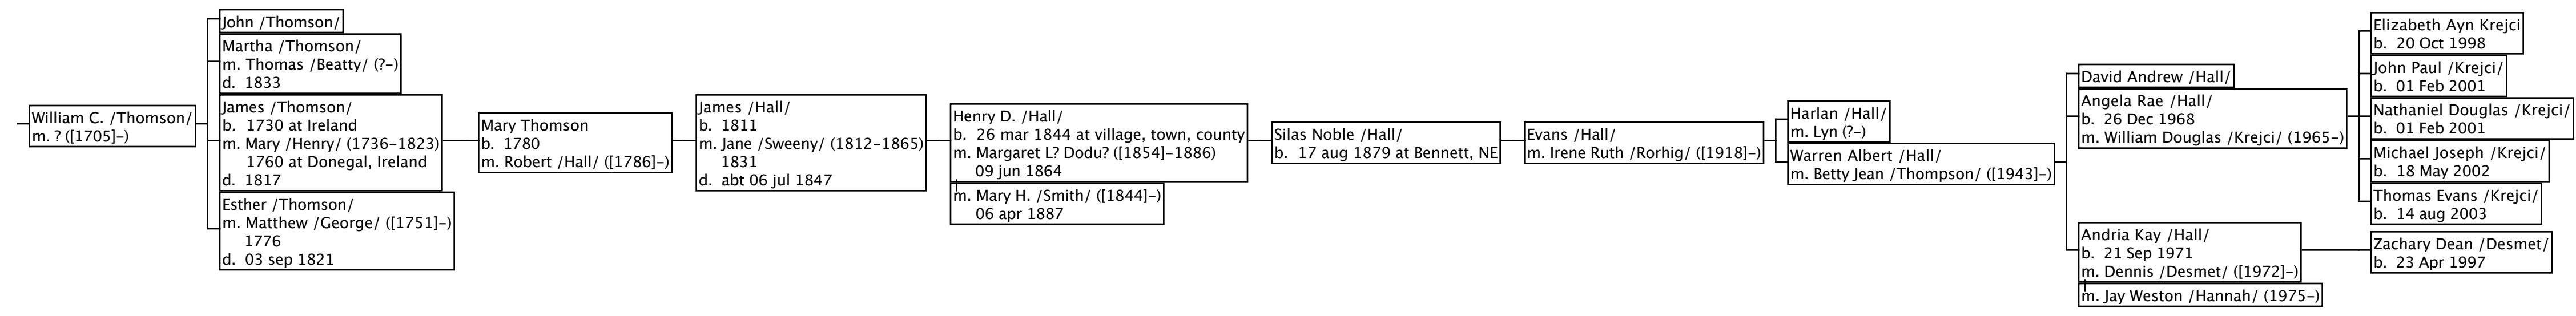 William C. /Thomson/
m. ? ([1705]-)
John /Thomson/
Martha /Thomson/
m. Thomas /Beatty/ (?-)
d. 1833
James /Thomson/
b. 1730 at Ireland
m. Mary /Henry/ (1736-1823)
1760 at Donegal, Ireland
d. 1817
Esther /Thomson/
m. Matthew /George/ ([1751]-)
1776
d. 03 sep 1821
Mary Thomson
b. 1780
m. Robert /Hall/ ([1786]-)
James /Hall/
b. 1811
m. Jane /Sweeny/ (1812-1865)
1831
d. abt 06 jul 1847
Henry D. /Hall/
b. 26 mar 1844 at village, town, county
m. Margaret L? Dodu? ([1854]-1886)
09 jun 1864
m. Mary H. /Smith/ ([1844]-)
06 apr 1887
Silas Noble /Hall/
b. 17 aug 1879 at Bennett, NE
Evans /Hall/
m. Irene Ruth /Rorhig/ ([1918]-)
Harlan /Hall/
m. Lyn (?-)
Warren Albert /Hall/
m. Betty Jean /Thompson/ ([1943]-)
David Andrew /Hall/
Angela Rae /Hall/
b. 26 Dec 1968
m. William Douglas /Krejci/ (1965-)
Andria Kay /Hall/
b. 21 Sep 1971
m. Dennis /Desmet/ ([1972]-)
m. Jay Weston /Hannah/ (1975-)
Elizabeth Ayn Krejci
b. 20 Oct 1998
John Paul /Krejci/
b. 01 Feb 2001
Nathaniel Douglas /Krejci/
b. 01 Feb 2001
Michael Joseph /Krejci/
b. 18 May 2002
Thomas Evans /Krejci/
b. 14 aug 2003
Zachary Dean /Desmet/
b. 23 Apr 1997